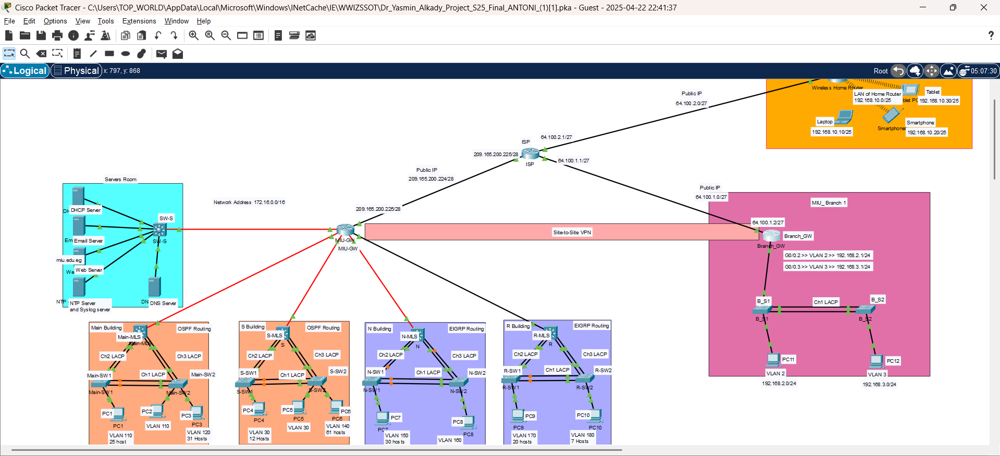 Cisco Packet Tracer - C:\Users\TOP_WORLD\AppData\Local\Microsoft\Windows\INetCache\IE\WWIZSSOT\Dr_Yasmin_Alkady_Project_S25_Final_ANTONI_(1)[1].pka - Guest - 2025-04-22 22:41:37
File Edit Options View Tools Extensions Window Help
?
Logical Physical x: 797, y: 868
Root 05:07:30
Wireless Home Router
LAN of Home Router
192.168.10.0/25
blet PC
Tablet
192.168.10.30/25
Laptop
192.168.10.10/25
Smartphone
Smartphone
192.168.10.20/25
Public IP
64.100.2.0/27
ISP
64.100.2.1/27
209.165.200.225/28
ISP
64.100.1.1/27
Public IP
209.165.200.224/28
Public IP
64.100.1.0/27
Servers Room
DHCP Server
SW-S
SW-S
Em
Email Server
miu.edu.eg
We
Web Server
NTP
NTP Server
and Syslog server
DN
DNS Server
Network Address 172.16.0.0/16
209.165.200.225/28
MIU-GW
MIU-GW
Site-to-Site VPN
MIU_ Branch 1
64.100.1.2/27
Branch_GW
Branch_GW
G0/0.2 >> VLAN 2 >> 192.168.2.1/24
G0/0.3 >> VLAN 3 >> 192.168.3.1/24
B_S1
B_S1
Ch1 LACP
B_S2
B_S2
PC11
VLAN 2
192.168.2.0/24
PC12
VLAN 3
192.168.3.0/24
Main Building
OSPF Routing
Main-MLS
Main-MLS
Ch2 LACP
Ch3 LACP
Main-SW1
Ch1 LACP
Main-SW2
Main-SW1
Main-SW2
PC1
PC2
PC3
PC1
PC3
VLAN 110
25 host
VLAN 110
VLAN 120
31 Hosts
S Building
OSPF Routing
S-MLS
S
Ch2 LACP
Ch3 LACP
S-SW1
Ch1 LACP
S-SW2
S-SW1
S-SW2
PC4
PC5
PC6
PC4
PC5
PC6
VLAN 30
12 Hosts
VLAN 30
VLAN 140
61 hosts
N Building
EIGRP Routing
N-MLS
N
Ch2 LACP
Ch3 LACP
N-SW1
Ch1 LACP
N-SW2
N-SW1
N-SW2
PC7
PC8
PC7
PC8
VLAN 150
30 hosts
VLAN 160
R Building
EIGRP Routing
R-MLS
R
Ch2 LACP
Ch3 LACP
R-SW1
Ch1 LACP
R-SW2
R-SW1
R-SW2
PC9
PC10
PC9
PC10
VLAN 170
20 hosts
VLAN 180
7 Hosts